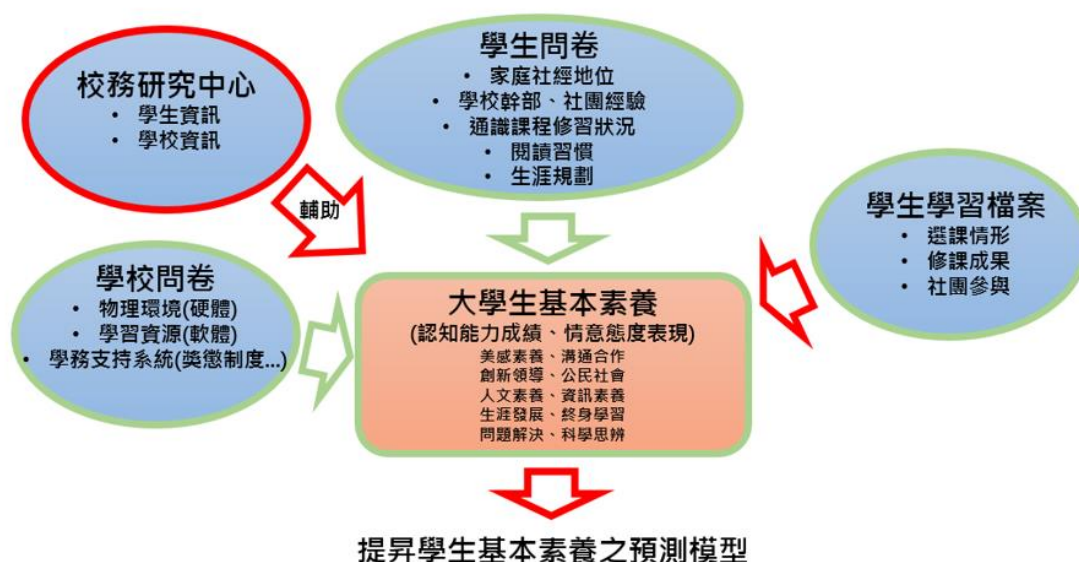 校務研究中心
• 學生資訊
• 學校資訊
學生問卷
• 家庭社經地位
• 學校幹部、社團經驗
• 通識課程修習狀況
• 閱讀習慣
• 生涯規劃
輔助
學生學習檔案
• 選課情形
• 修課成果
• 社團參與
學校問卷
• 物理環境(硬體)
• 學習資源(軟體)
• 學務支持系統(獎懲制度...)
大學生基本素養
(認知能力成績、情意態度表現)
美感素養、溝通合作
創新領導、公民社會
人文素養、資訊素養
生涯發展、終身學習
問題解決、科學思辨
提昇學生基本素養之預測模型